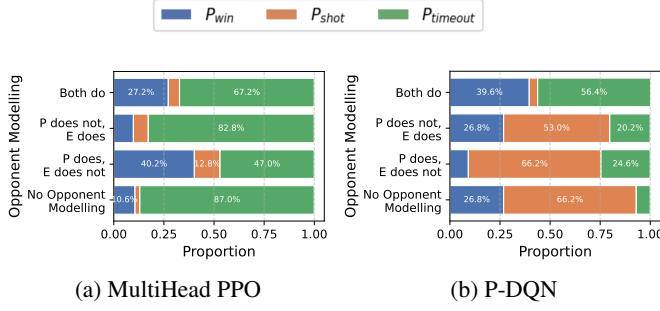 P_win P_shot P_timeout
Opponent Modelling
Both do
27.2% 67.2%
P does not,
E does
82.8%
P does,
E does not
40.2% 12.8% 47.0%
No Opponent
Modelling
10.6% 87.0%
0.00 0.25 0.50 0.75 1.00
Proportion
(a) MultiHead PPO
Opponent Modelling
Both do
39.6% 56.4%
P does not,
E does
26.8% 53.0% 20.2%
P does,
E does not
66.2% 24.6%
No Opponent
Modelling
26.8% 66.2%
0.00 0.25 0.50 0.75 1.00
Proportion
(b) P-DQN